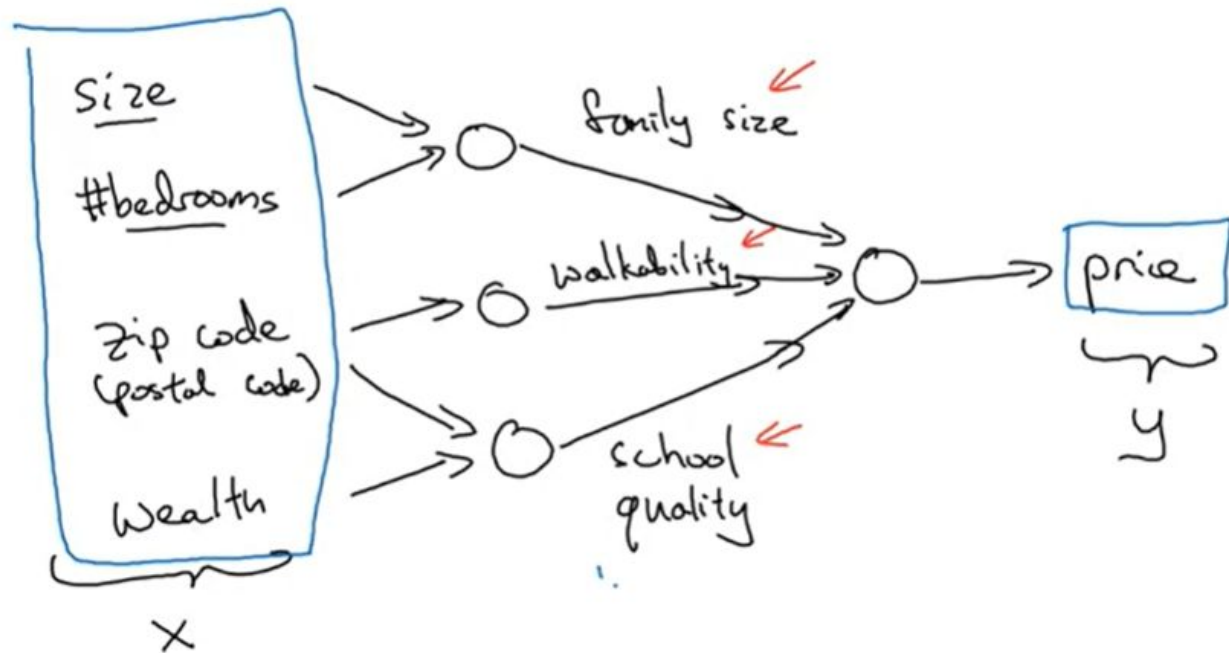 size
family size
#bedrooms
walkability
price
zip code
(postal code)
y
school
quality
wealth
X